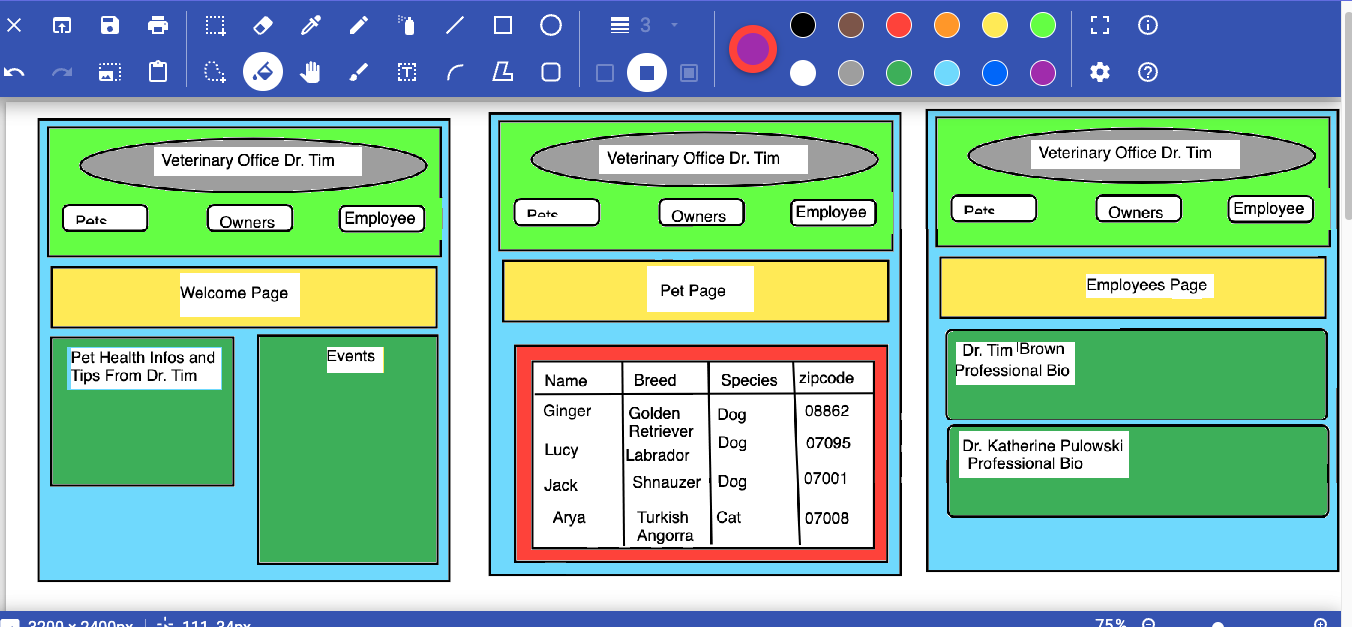 3
Veterinary Office Dr. Tim
Pets
Owners
Employee
Welcome Page
Pet Health Infos and
Tips From Dr. Tim
Events
Veterinary Office Dr. Tim
Pets
Owners
Employee
Pet Page
Name Breed Species zipcode
Ginger Golden Retriever Dog 08862
Lucy Labrador Dog 07095
Jack Shnauzer Dog 07001
Arya Turkish Angorra Cat 07008
Veterinary Office Dr. Tim
Pets
Owners
Employee
Employees Page
Dr. Tim Brown
Professional Bio
Dr. Katherine Pulowski
Professional Bio
3200 x 2400px 111, 34px 75%